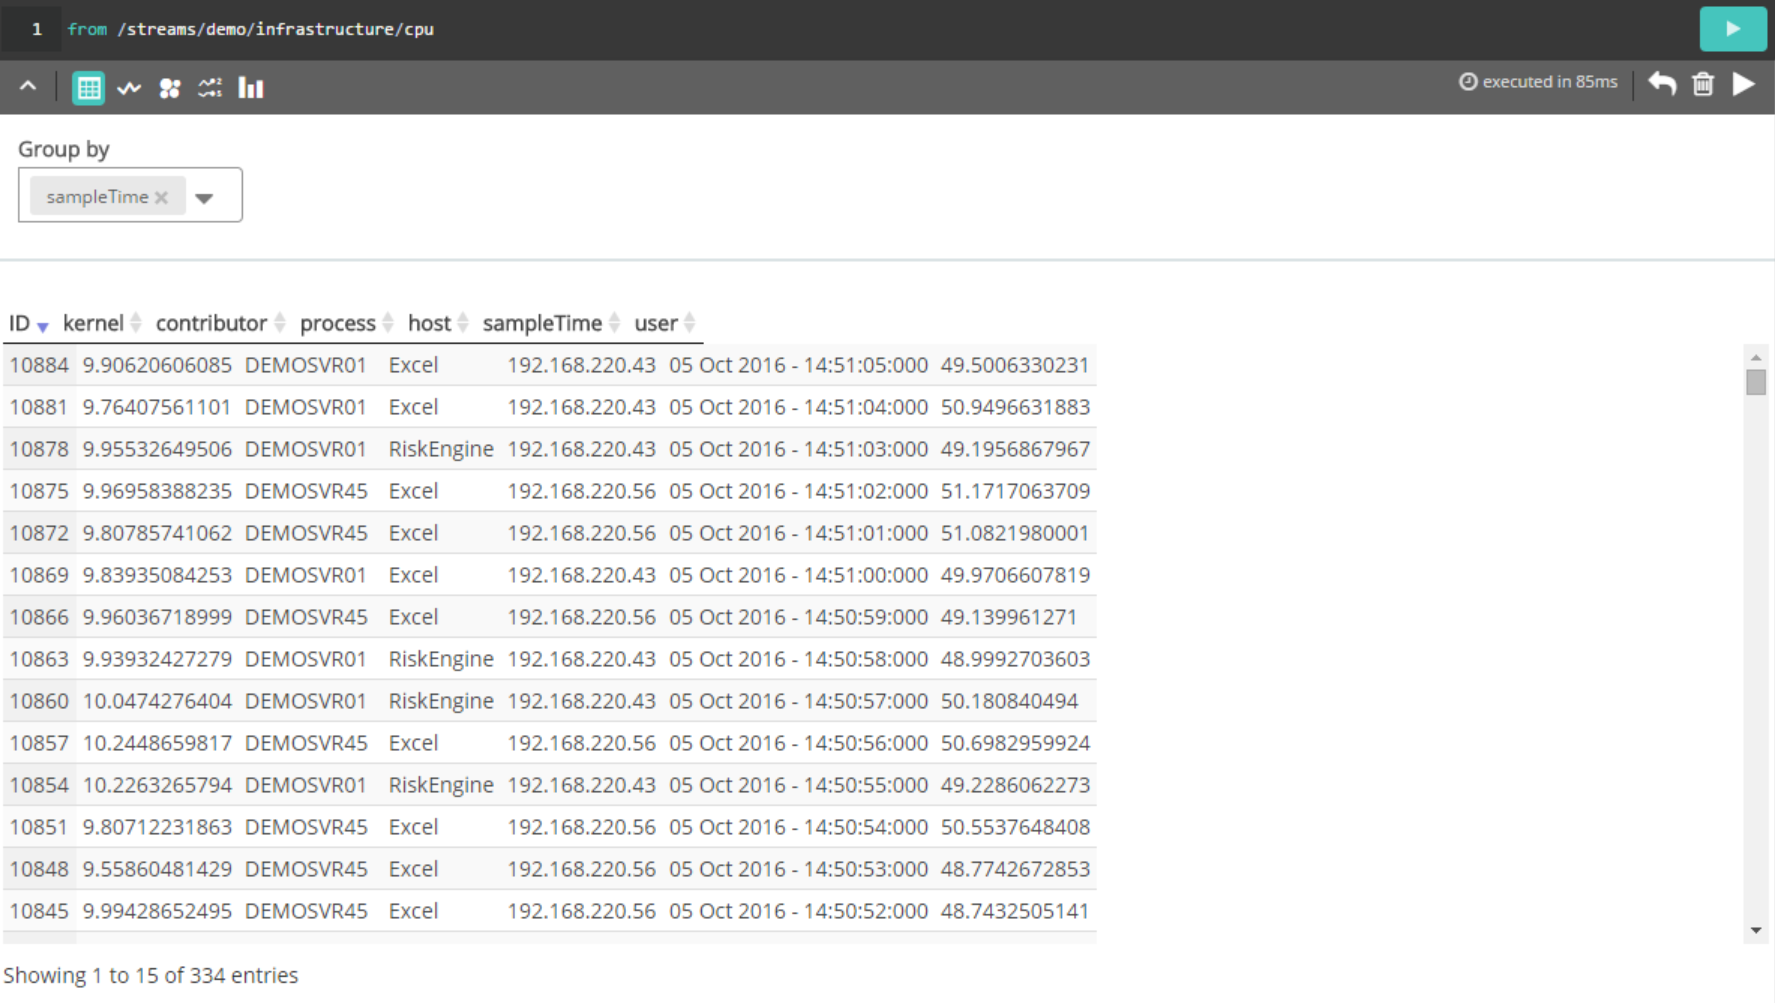 1 from /streams/demo/infrastructure/cpu
executed in 85ms
Group by
sampleTime
ID kernel contributor process host sampleTime user
10884 9.90620606085 DEMOSVR01 Excel 192.168.220.43 05 Oct 2016 - 14:51:05:000 49.5006330231
10881 9.76407561101 DEMOSVR01 Excel 192.168.220.43 05 Oct 2016 - 14:51:04:000 50.9496631883
10878 9.95532649506 DEMOSVR01 RiskEngine 192.168.220.43 05 Oct 2016 - 14:51:03:000 49.1956867967
10875 9.96958388235 DEMOSVR45 Excel 192.168.220.56 05 Oct 2016 - 14:51:02:000 51.1717063709
10872 9.80785741062 DEMOSVR45 Excel 192.168.220.56 05 Oct 2016 - 14:51:01:000 51.0821980001
10869 9.83935084253 DEMOSVR01 Excel 192.168.220.43 05 Oct 2016 - 14:51:00:000 49.9706607819
10866 9.96036718999 DEMOSVR45 Excel 192.168.220.56 05 Oct 2016 - 14:50:59:000 49.139961271
10863 9.93932427279 DEMOSVR01 RiskEngine 192.168.220.43 05 Oct 2016 - 14:50:58:000 48.9992703603
10860 10.0474276404 DEMOSVR01 RiskEngine 192.168.220.43 05 Oct 2016 - 14:50:57:000 50.180840494
10857 10.2448659817 DEMOSVR45 Excel 192.168.220.56 05 Oct 2016 - 14:50:56:000 50.6982959924
10854 10.2263265794 DEMOSVR01 RiskEngine 192.168.220.43 05 Oct 2016 - 14:50:55:000 49.2286062273
10851 9.80712231863 DEMOSVR45 Excel 192.168.220.56 05 Oct 2016 - 14:50:54:000 50.5537648408
10848 9.55860481429 DEMOSVR45 Excel 192.168.220.56 05 Oct 2016 - 14:50:53:000 48.7742672853
10845 9.99428652495 DEMOSVR45 Excel 192.168.220.56 05 Oct 2016 - 14:50:52:000 48.7432505141
Showing 1 to 15 of 334 entries